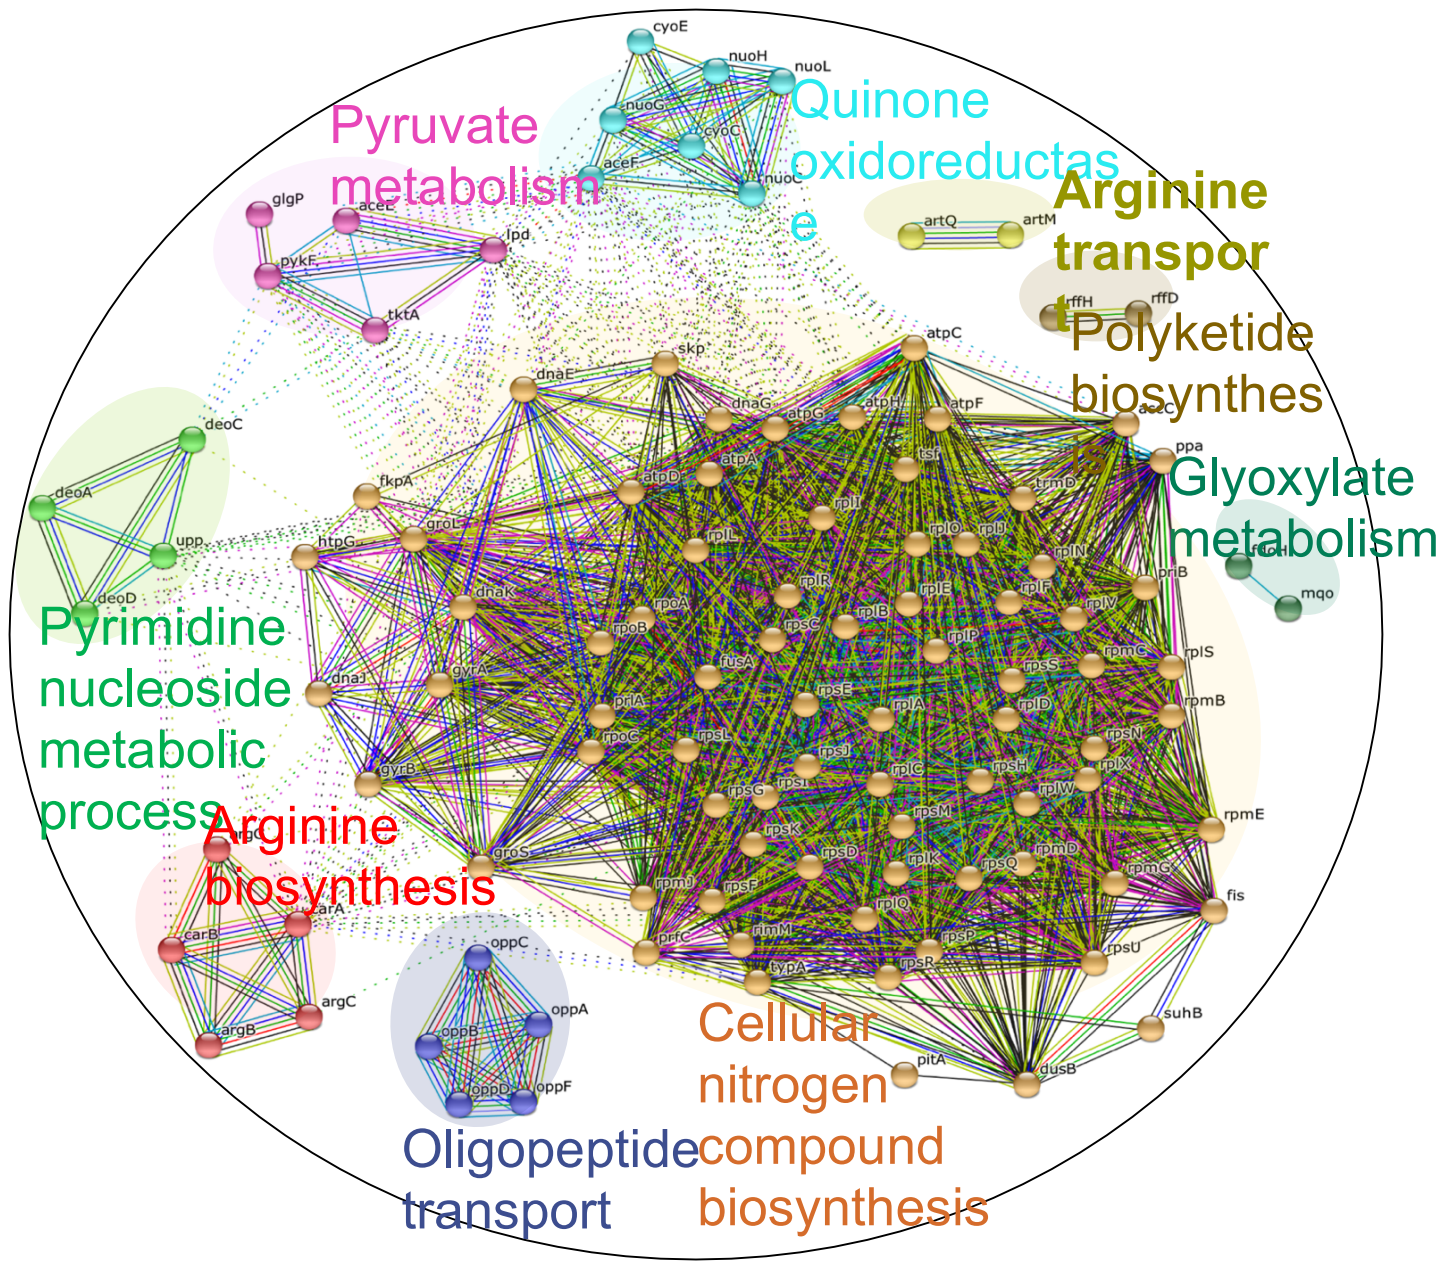 cyoE
nuoH
nuoL
nuoG
cyoC
aceF
nuoC
Quinone
oxidoreductas
e
Pyruvate
metabolism
glgP
aceE
lpd
pykF
tktA
artQ
artM
Arginine
transpor
t
rffH
rffD
Polyketide
biosynthes
is
accC
ppa
Glyoxylate
metabolism
fdoH
mqo
deoC
deoA
upp
deoD
Pyrimidine
nucleoside
metabolic
process
skp
atpC
dnaE
dnaG
atpG
atpH
atpF
atpA
atpD
tsf
trmD
fkpA
groL
htpG
rplI
rplL
rplO
rplJ
rplN
priB
dnaK
rplR
rplE
rplF
rplV
rpoA
rpoB
rpsC
rplB
rplP
rpmC
rplS
dnaJ
gyrA
fusA
rpsS
rpsE
rplA
rplD
rpmB
prlA
rpoC
rpsL
rpsJ
rpsN
gyrB
rplC
rpsH
rplX
rpsG
rpsI
rplW
rpsM
rpmE
rpsK
groS
rpsD
rplK
rpsQ
rpmD
rpmG
rpmJ
rpsF
rplQ
fis
prfC
rimM
rpsP
rpsU
typA
rpsR
suhB
pitA
dusB
Arginine
biosynthesis
carA
carB
argC
argB
oppC
oppA
oppB
oppD
oppF
Oligopeptide
transport
Cellular
nitrogen
compound
biosynthesis